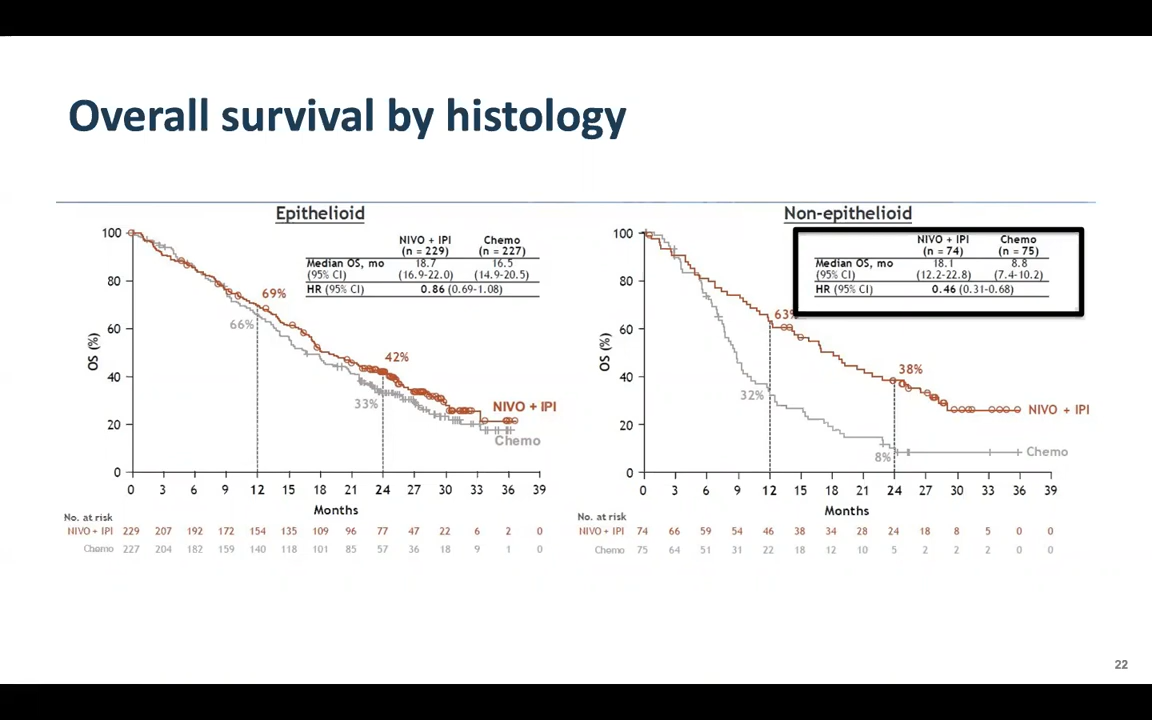 Overall survival by histology
Epithelioid
100
80
60
40
20
0
OS (%)
NIVO + IPI Chemo
(n = 229) (n = 227)
Median OS, mo 18.7 16.5
(95% CI) (16.9-22.0) (14.9-20.5)
HR (95% CI) 0.86 (0.69-1.08)
69%
66%
42%
33%
NIVO + IPI
Chemo
0 3 6 9 12 15 18 21 24 27 30 33 36 39
Months
No. at risk
NIVO + IPI 229 207 192 172 154 135 109 96 77 47 22 6 2 0
Chemo 227 204 182 159 140 118 101 85 57 36 18 9 1 0
Non-epithelioid
100
80
60
40
20
0
OS (%)
NIVO + IPI Chemo
(n = 74) (n = 75)
Median OS, mo 18.1 8.8
(95% CI) (12.2-22.8) (7.4-10.2)
HR (95% CI) 0.46 (0.31-0.68)
63%
32%
38%
8%
NIVO + IPI
Chemo
0 3 6 9 12 15 18 21 24 27 30 33 36 39
Months
No. at risk
NIVO + IPI 74 66 59 54 46 38 34 28 24 18 8 5 0 0
Chemo 75 64 51 31 22 18 12 10 5 2 2 2 0 0
22